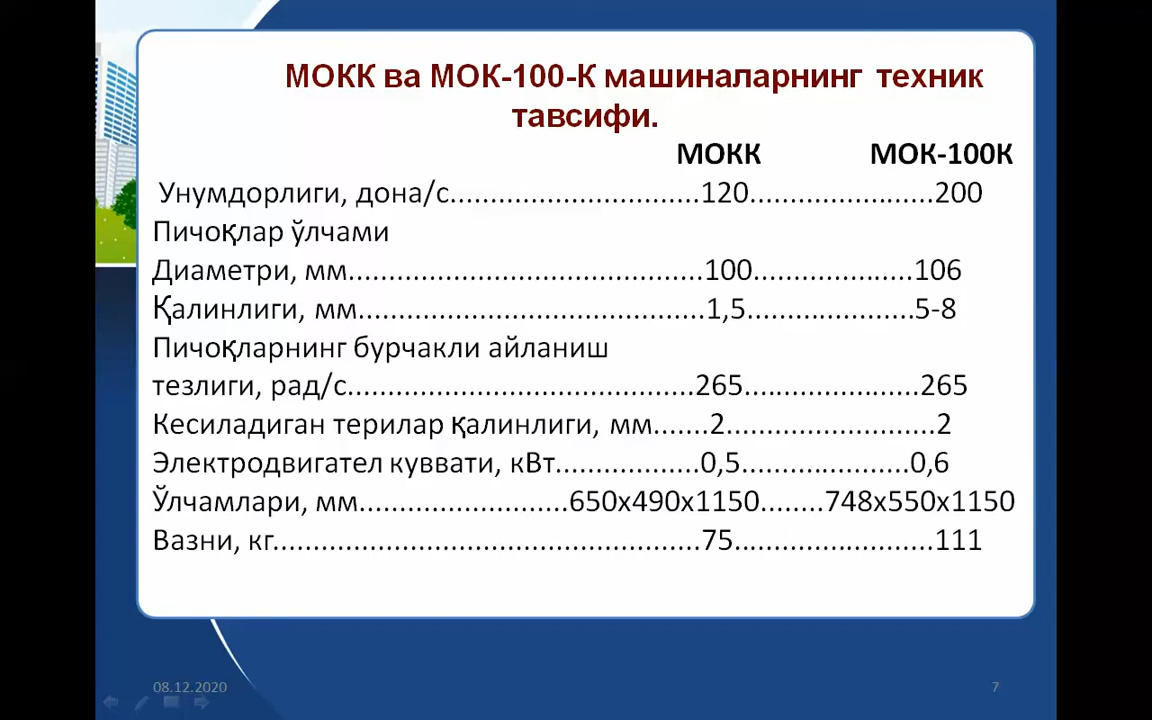 МОКК ва МОК-100-К машиналарнинг техник
тавсифи.
МОКК МОК-100К
Унумдорлиги, дона/с...............................120.......................200
Пичоқлар ўлчами
Диаметри, мм............................................100....................106
Қалинлиги, мм...........................................1,5.....................5-8
Пичоқларнинг бурчакли айланиш
тезлиги, рад/с...........................................265......................265
Кесиладиган терилар қалинлиги, мм.......2..........................2
Электродвигател куввати, кВт..................0,5.....................0,6
Ўлчамлари, мм..........................650х490х1150........748х550х1150
Вазни, кг.....................................................75.........................111
08.12.2020
7